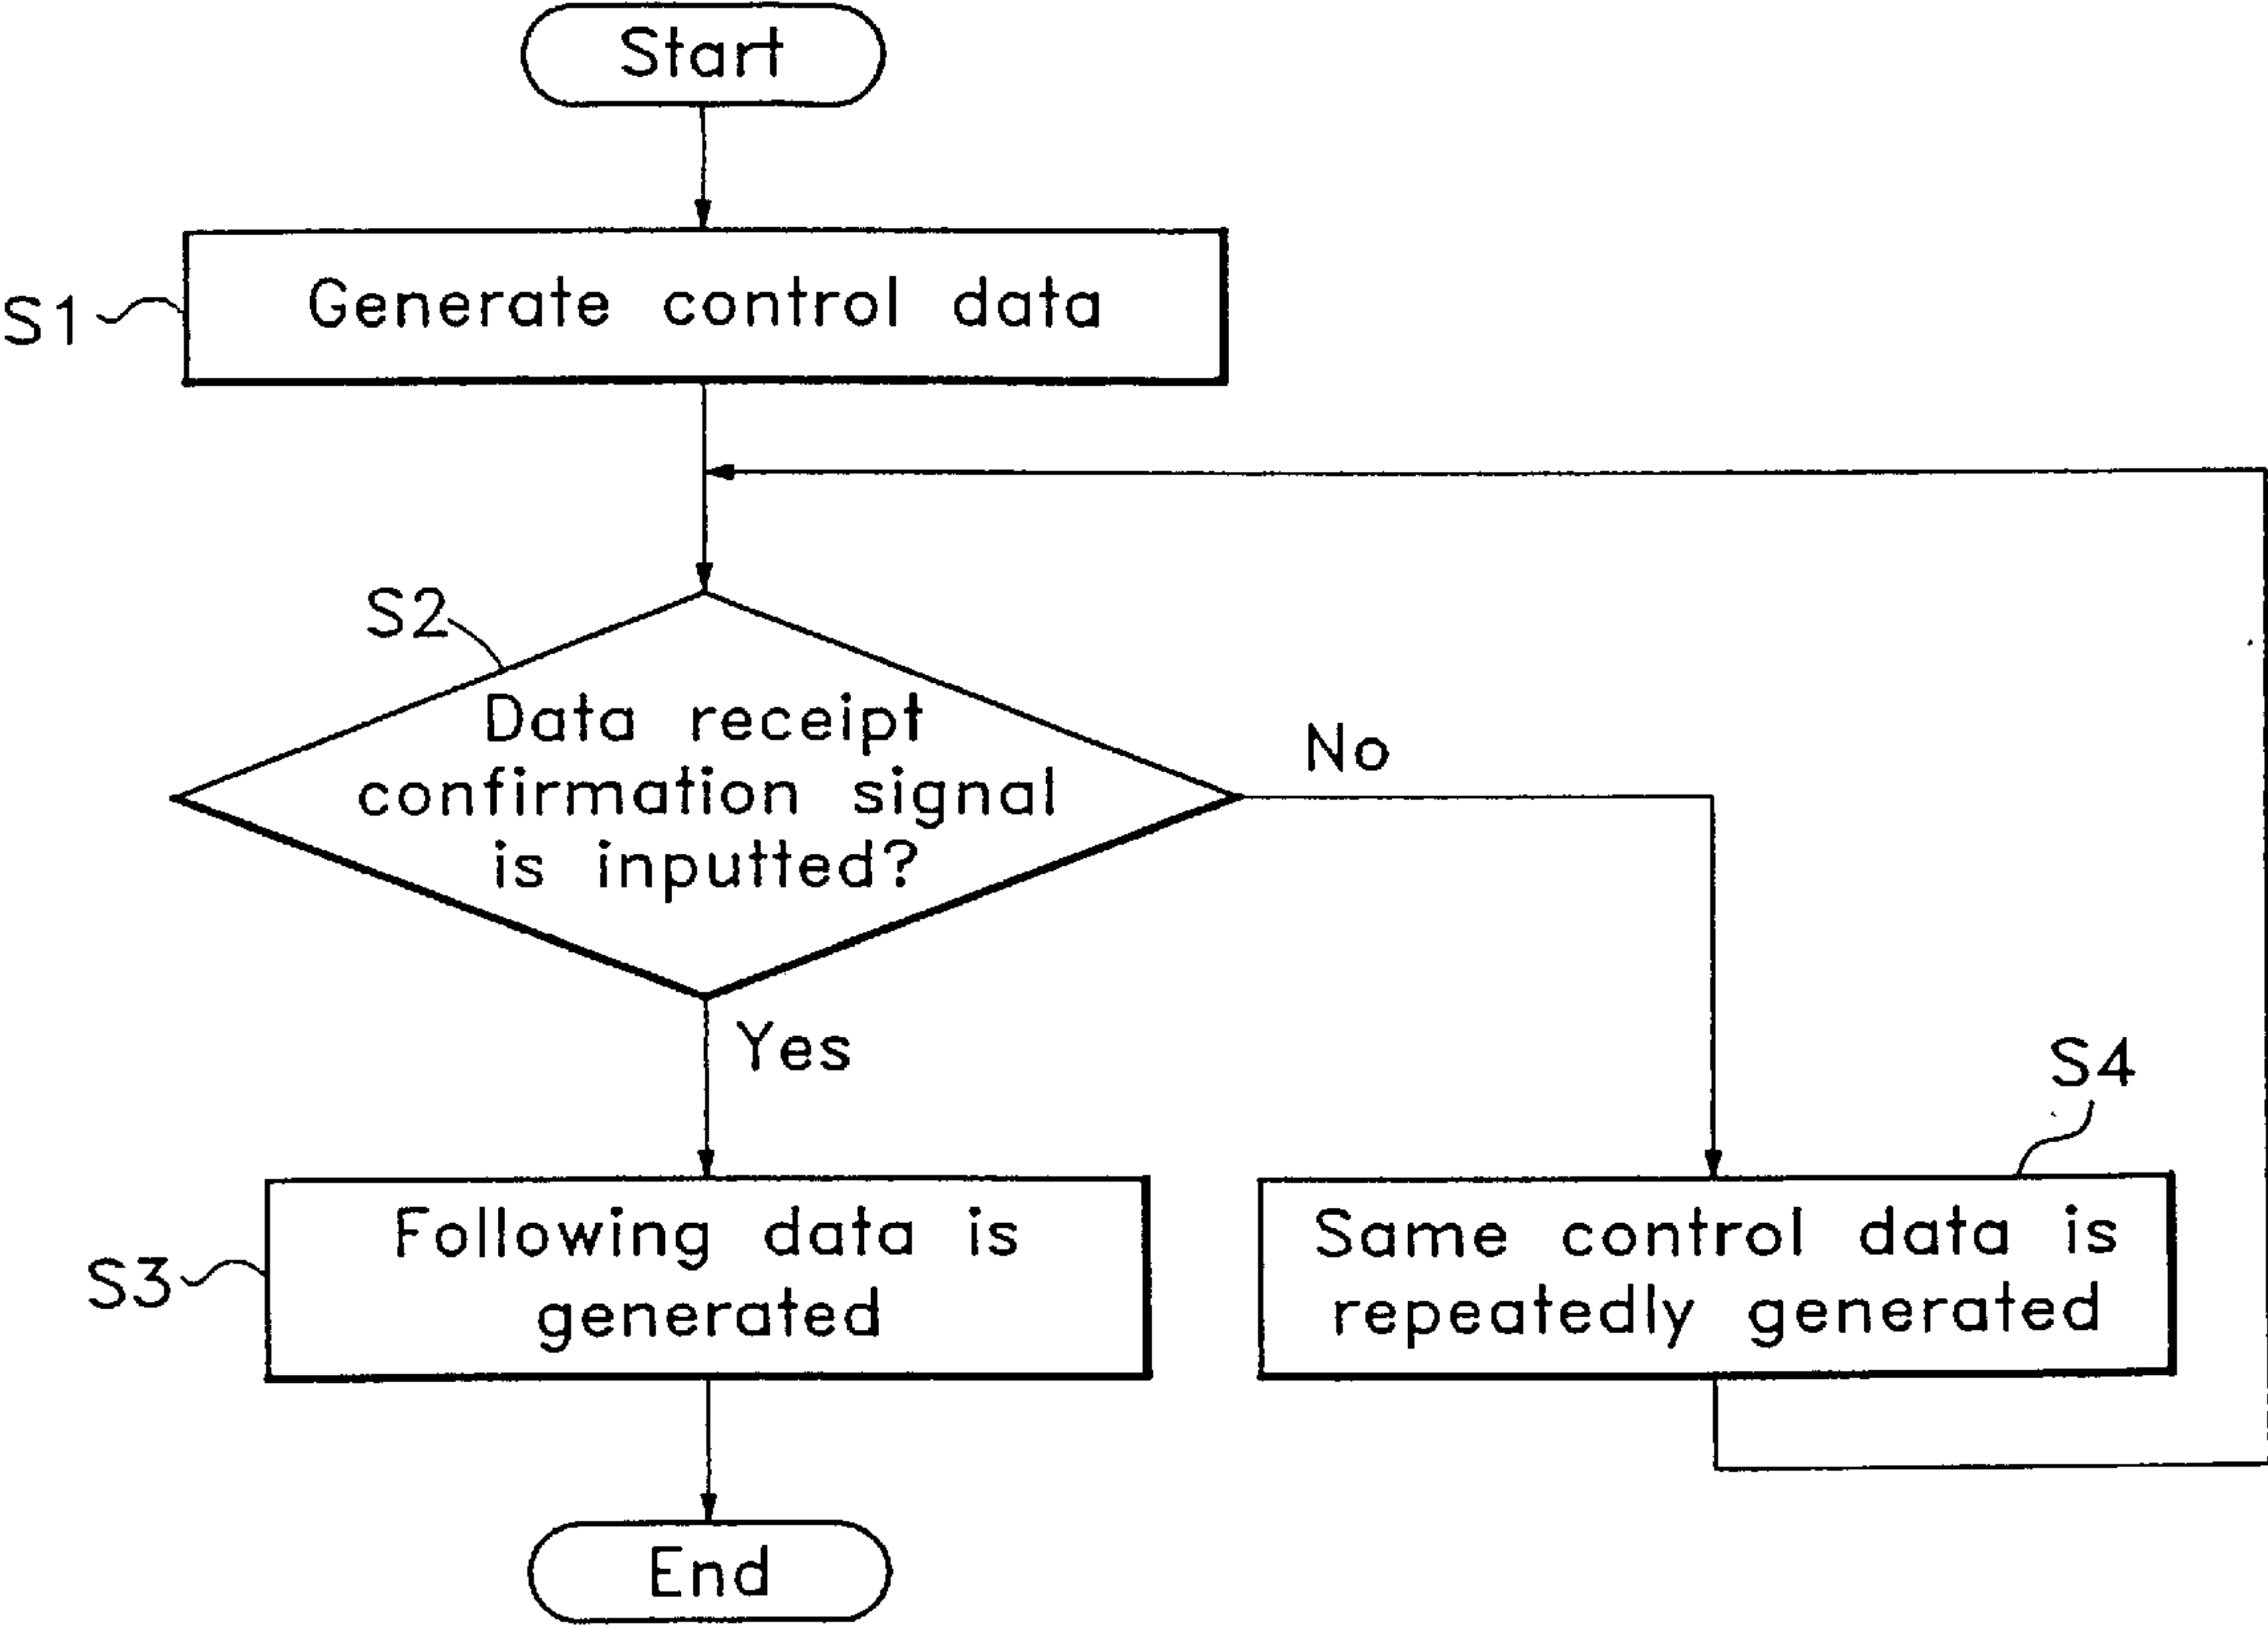 Start
S1
Generate control data
S2
Data receipt
confirmation signal
is inputted?
No
Yes
S4
S3
Following data is
generated
Same control data is
repeatedly generated
End